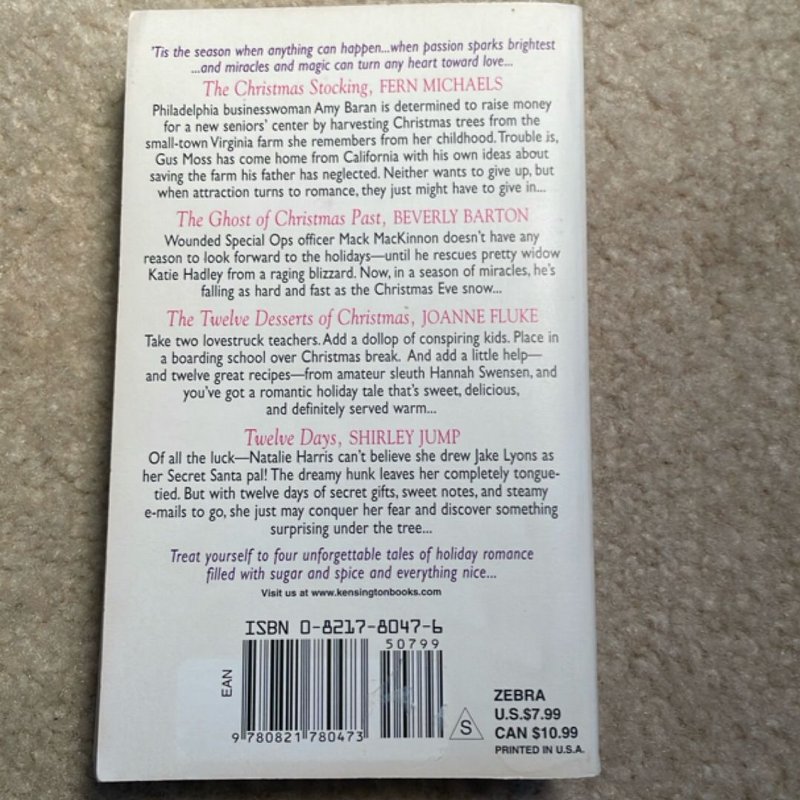 'Tis the season when anything can happen...when passion sparks brightest
...and miracles and magic can turn any heart toward love...
The Christmas Stocking, FERN MICHAELS
Philadelphia businesswoman Amy Baran is determined to raise money
for a new seniors' center by harvesting Christmas trees from the
small-town Virginia farm she remembers from her childhood. Trouble is,
Gus Moss has come home from California with his own ideas about
saving the farm his father has neglected. Neither wants to give up, but
when attraction turns to romance, they just might have to give in...
The Ghost of Christmas Past, BEVERLY BARTON
Wounded Special Ops officer Mack MacKinnon doesn't have any
reason to look forward to the holidays—until he rescues pretty widow
Katie Hadley from a raging blizzard. Now, in a season of miracles, he's
falling as hard and fast as the Christmas Eve snow...
The Twelve Desserts of Christmas, JOANNE FLUKE
Take two lovestruck teachers. Add a dollop of conspiring kids. Place in
a boarding school over Christmas break. And add a little help—
and twelve great recipes—from amateur sleuth Hannah Swensen, and
you've got a romantic holiday tale that's sweet, delicious,
and definitely served warm...
Twelve Days, SHIRLEY JUMP
Of all the luck—Natalie Harris can't believe she drew Jake Lyons as
her Secret Santa pal! The dreamy hunk leaves her completely tongue-
tied. But with twelve days of secret gifts, sweet notes, and steamy
e-mails to go, she just may conquer her fear and discover something
surprising under the tree...
Treat yourself to four unforgettable tales of holiday romance
filled with sugar and spice and everything nice...
Visit us at www.kensingtonbooks.com
ISBN 0-8217-8047-6
50799
EAN
9 780821 780473
S
ZEBRA
U.S.$7.99
CAN $10.99
PRINTED IN U.S.A.